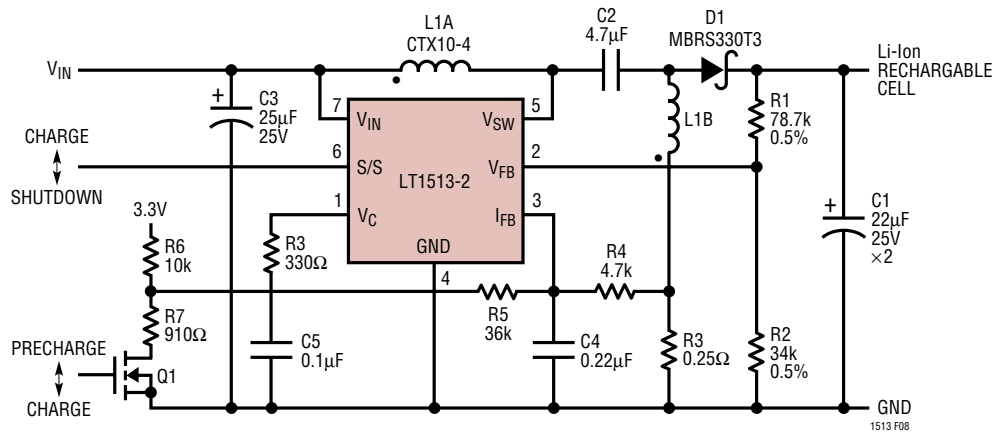 L1A
CTX10-4
C2
4.7µF
D1
MBRS330T3
VIN
Li-Ion
RECHARGABLE
CELL
+
C3
25µF
25V
7
VIN
5
VSW
L1B
R1
78.7k
0.5%
CHARGE
SHUTDOWN
6
S/S
LT1513-2
2
VFB
1
VC
3
IFB
GND
4
+
C1
22µF
25V
×2
3.3V
R6
10k
R3
330Ω
R4
4.7k
R5
36k
R7
910Ω
PRECHARGE
CHARGE
Q1
C5
0.1µF
C4
0.22µF
R3
0.25Ω
R2
34k
0.5%
GND
1513 F08